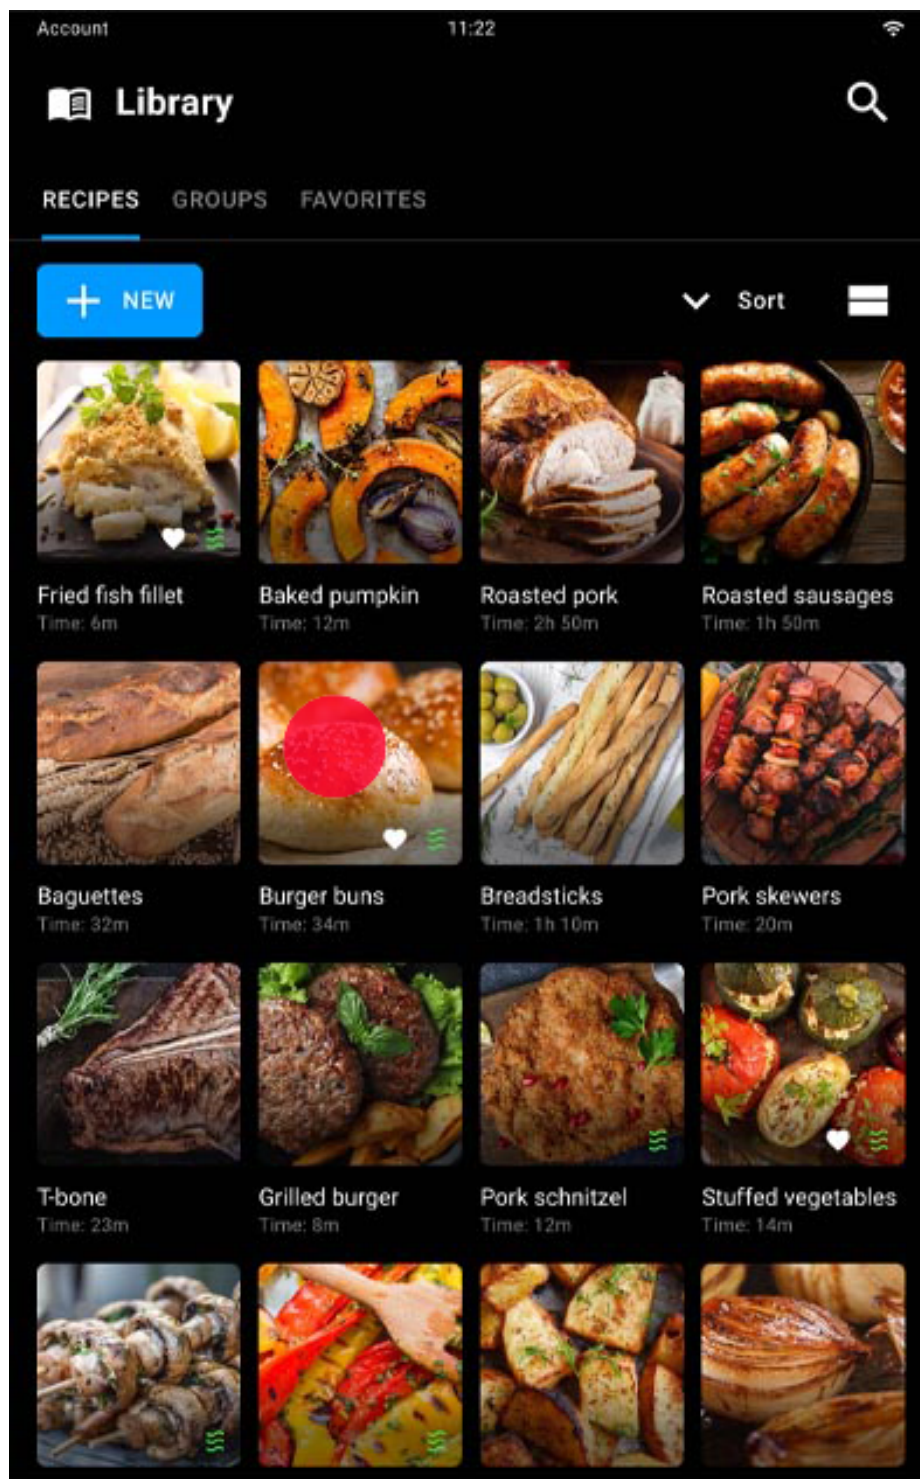 Account 11:22
Library
RECIPES GROUPS FAVORITES
NEW Sort
Fried fish fillet Baked pumpkin Roasted pork Roasted sausages
Time: 6m Time: 12m Time: 2h 50m Time: 1h 50m
Baguettes Burger buns Breadsticks Pork skewers
Time: 32m Time: 34m Time: 1h 10m Time: 20m
T-bone Grilled burger Pork schnitzel Stuffed vegetables
Time: 23m Time: 8m Time: 12m Time: 14m